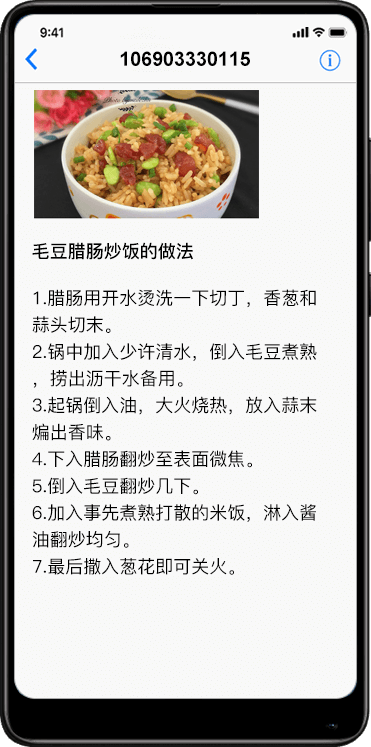 9:41
106903330115
毛豆腊肠炒饭的做法
1.腊肠用开水烫洗一下切丁，香葱和
蒜头切末。
2.锅中加入少许清水，倒入毛豆煮熟
，捞出沥干水备用。
3.起锅倒入油，大火烧热，放入蒜末
煸出香味。
4.下入腊肠翻炒至表面微焦。
5.倒入毛豆翻炒几下。
6.加入事先煮熟打散的米饭，淋入酱
油翻炒均匀。
7.最后撒入葱花即可关火。